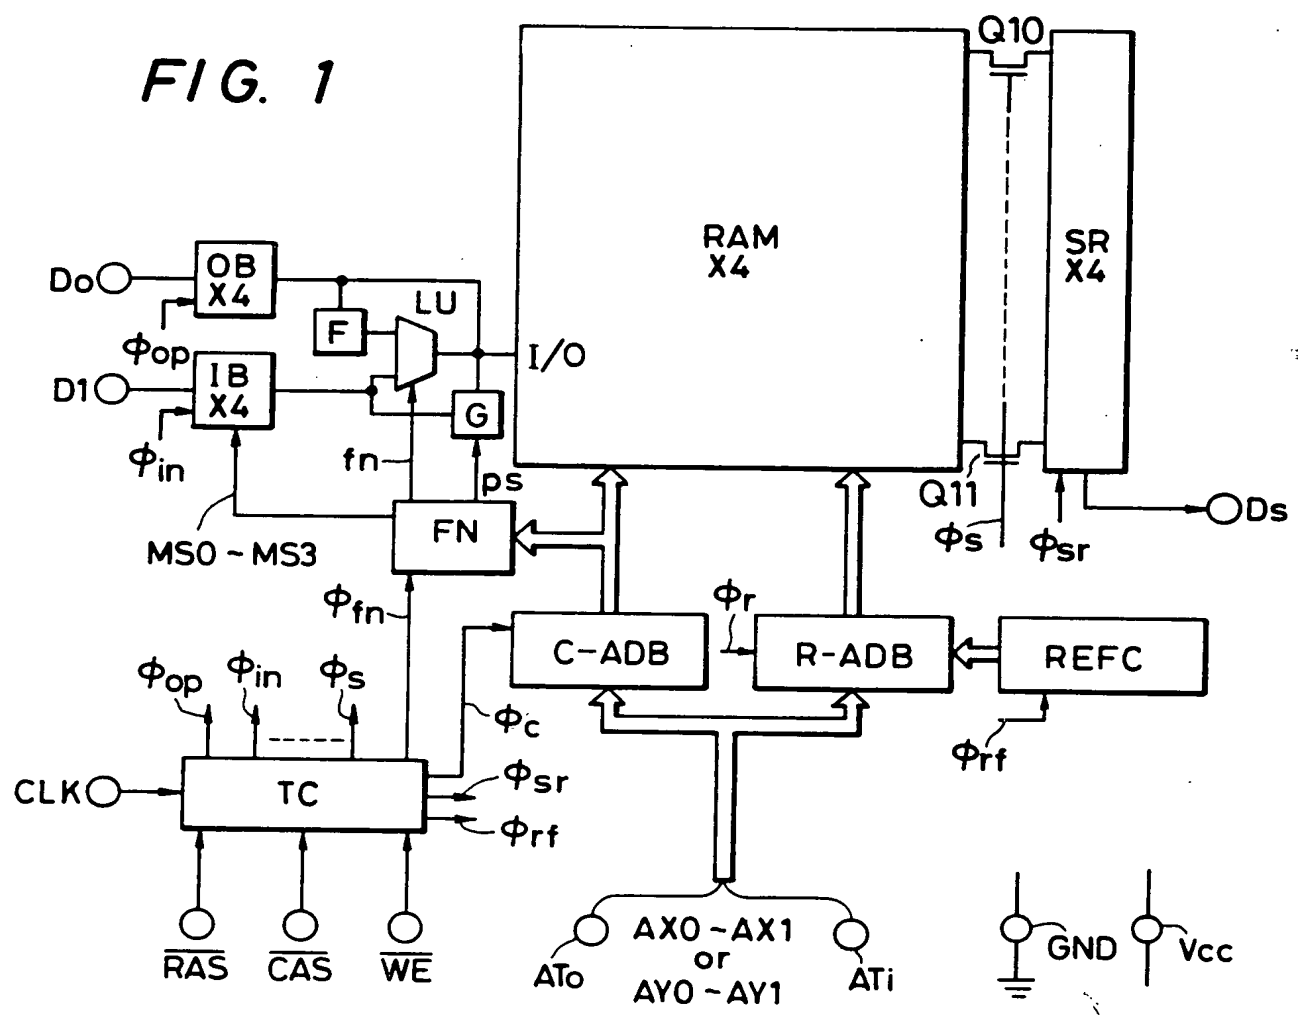 FIG. 1
Q10
RAM
X4
SR
X4
Do
OB
X4
LU
F
ϕop
I/O
D1
IB
X4
G
ϕin
fn
ps
Q11
Ds
FN
ϕs
ϕsr
MS0~MS3
ϕfn
ϕr
C-ADB
R-ADB
REFC
ϕop
ϕin
ϕs
ϕc
ϕrf
CLK
TC
ϕsr
ϕrf
RAS
CAS
WE
ATo
AX0~AX1
or
AY0~AY1
ATi
GND
Vcc